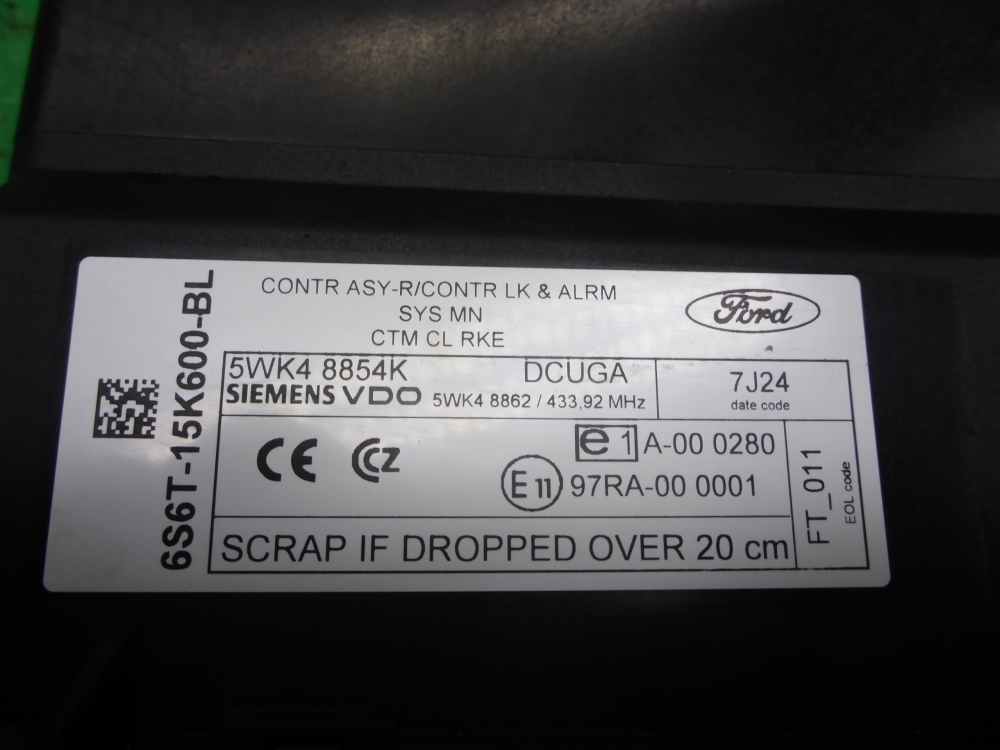 CONTR ASY-R/CONTR LK & ALRM
SYS MN
CTM CL RKE
Ford
6S6T-15K600-BL
5WK4 8854K DCUGA
SIEMENS VDO 5WK4 8862 / 433,92 MHz
7J24
date code
CE CCZ
e1 A-00 0280
E11 97RA-00 0001
FT_011
EOL code
SCRAP IF DROPPED OVER 20 cm